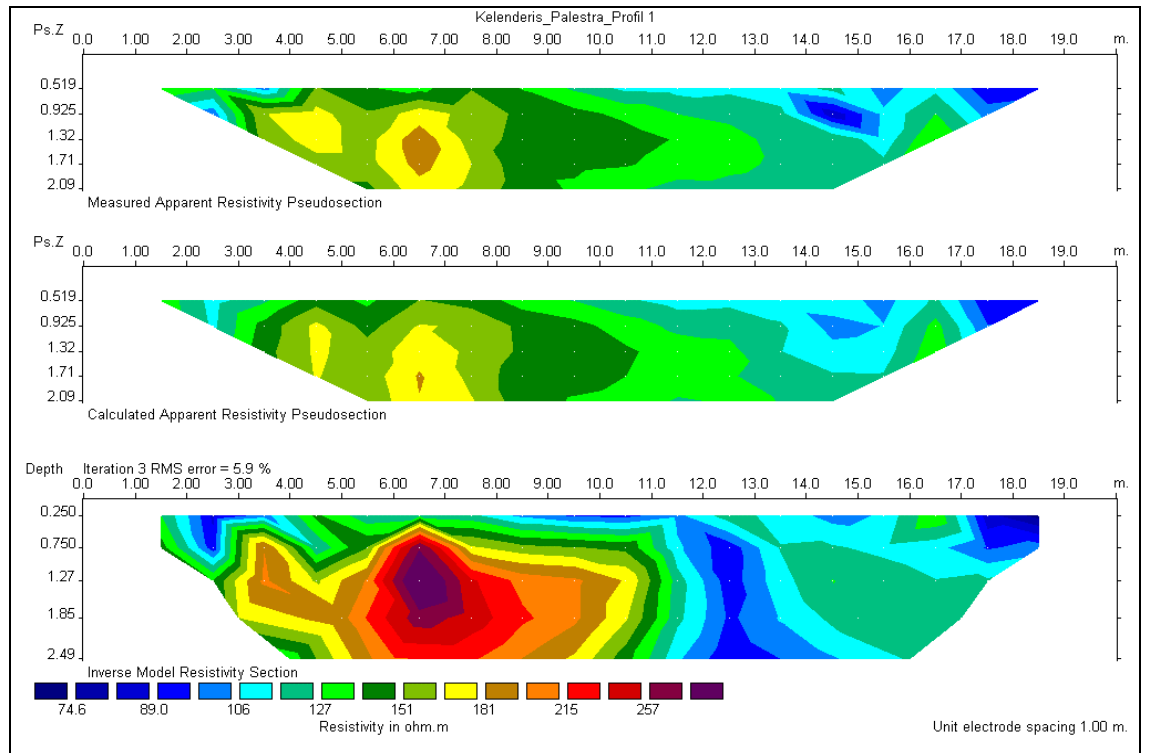 Kelenderis_Palestra_Profil 1
Ps.Z
0.0 1.00 2.00 3.00 4.00 5.00 6.00 7.00 8.00 9.00 10.0 11.0 12.0 13.0 14.0 15.0 16.0 17.0 18.0 19.0 m.
0.519
0.925
1.32
1.71
2.09
Measured Apparent Resistivity Pseudosection
Ps.Z
0.0 1.00 2.00 3.00 4.00 5.00 6.00 7.00 8.00 9.00 10.0 11.0 12.0 13.0 14.0 15.0 16.0 17.0 18.0 19.0 m.
0.519
0.925
1.32
1.71
2.09
Calculated Apparent Resistivity Pseudosection
Depth Iteration 3 RMS error = 5.9 %
0.0 1.00 2.00 3.00 4.00 5.00 6.00 7.00 8.00 9.00 10.0 11.0 12.0 13.0 14.0 15.0 16.0 17.0 18.0 19.0 m.
0.250
0.750
1.27
1.85
2.49
Inverse Model Resistivity Section
74.6 89.0 106 127 151 181 215 257
Resistivity in ohm.m Unit electrode spacing 1.00 m.